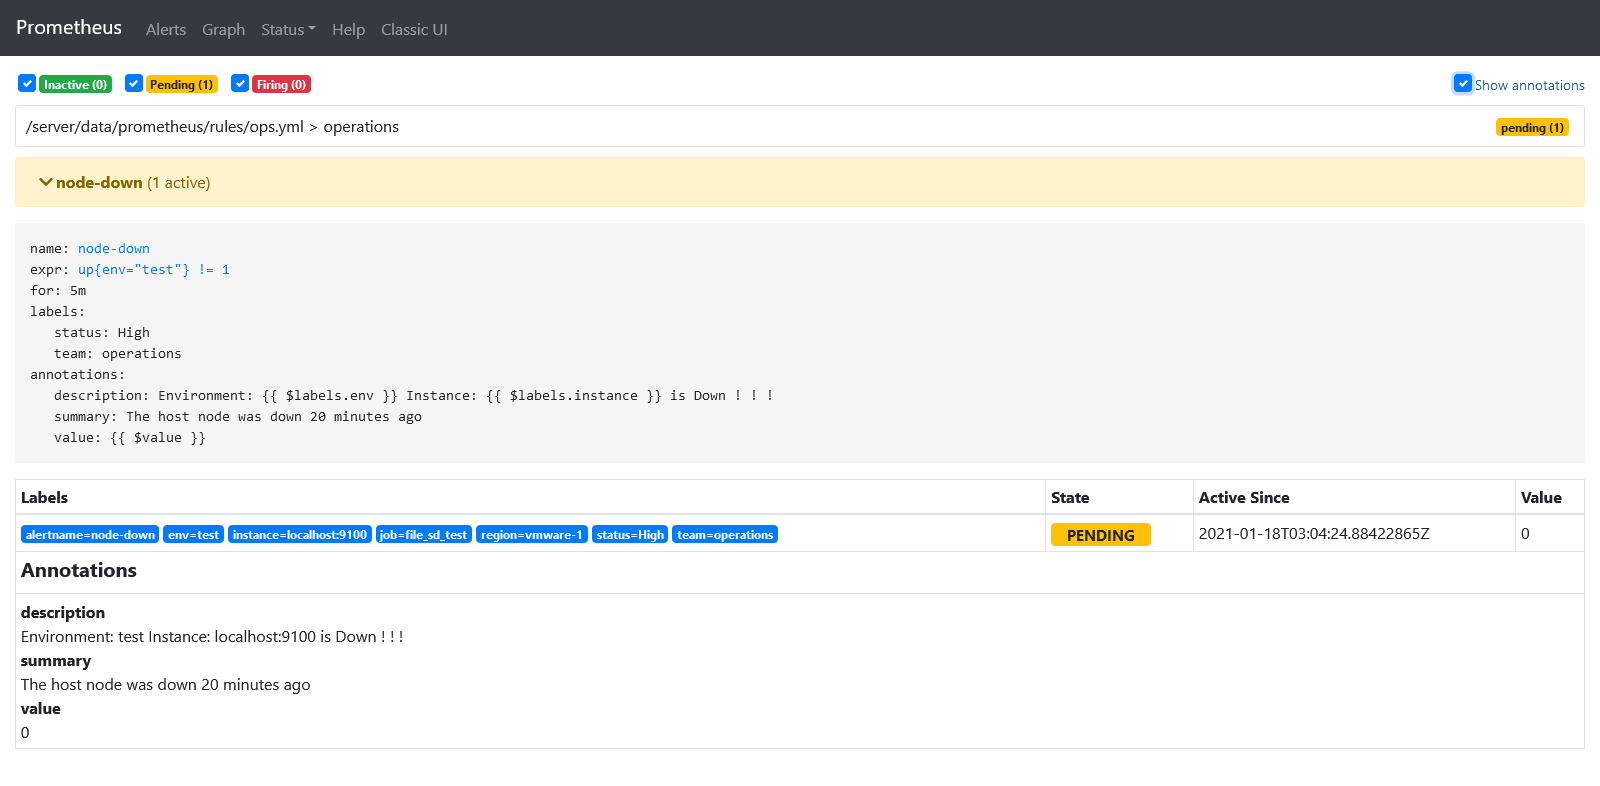 Prometheus Alerts Graph Status Help Classic UI
Inactive (0) Pending (1) Firing (0) Show annotations
/server/data/prometheus/rules/ops.yml > operations pending (1)
node-down (1 active)
name: node-down
expr: up{env="test"} != 1
for: 5m
labels:
status: High
team: operations
annotations:
description: Environment: {{ $labels.env }} Instance: {{ $labels.instance }} is Down ! ! !
summary: The host node was down 20 minutes ago
value: {{ $value }}
Labels State Active Since Value
alertname=node-down env=test instance=localhost:9100 job=file_sd_test region=vmware-1 status=High team=operations PENDING 2021-01-18T03:04:24.88422865Z 0
Annotations
description
Environment: test Instance: localhost:9100 is Down ! ! !
summary
The host node was down 20 minutes ago
value
0